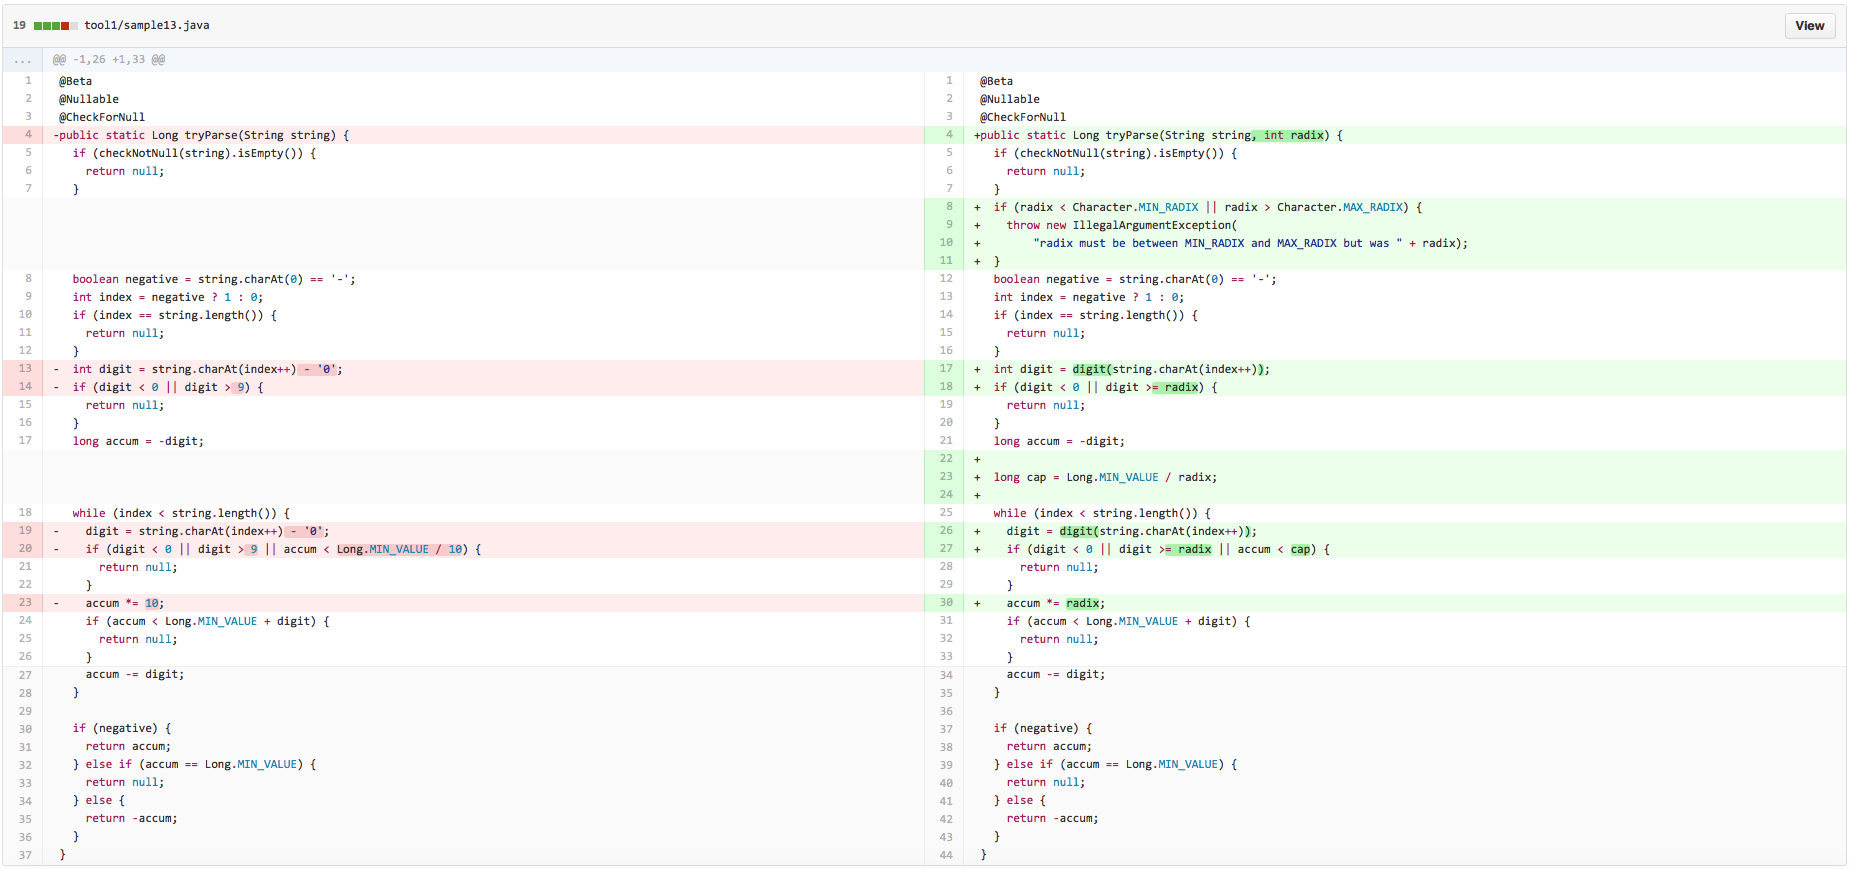 19 tool1/sample13.java View
... @@ -1,26 +1,33 @@
1 @Beta
2 @Nullable
3 @CheckForNull
4 -public static Long tryParse(String string) {
5 if (checkNotNull(string).isEmpty()) {
6 return null;
7 }
8 boolean negative = string.charAt(0) == '-';
9 int index = negative ? 1 : 0;
10 if (index == string.length()) {
11 return null;
12 }
13 - int digit = string.charAt(index++) - '0';
14 - if (digit < 0 || digit > 9) {
15 return null;
16 }
17 long accum = -digit;
18 while (index < string.length()) {
19 - digit = string.charAt(index++) - '0';
20 - if (digit < 0 || digit > 9 || accum < Long.MIN_VALUE / 10) {
21 return null;
22 }
23 - accum *= 10;
24 if (accum < Long.MIN_VALUE + digit) {
25 return null;
26 }
27 accum -= digit;
28 }
29
30 if (negative) {
31 return accum;
32 } else if (accum == Long.MIN_VALUE) {
33 return null;
34 } else {
35 return -accum;
36 }
37 }
1 @Beta
2 @Nullable
3 @CheckForNull
4 +public static Long tryParse(String string, int radix) {
5 if (checkNotNull(string).isEmpty()) {
6 return null;
7 }
8 + if (radix < Character.MIN_RADIX || radix > Character.MAX_RADIX) {
9 + throw new IllegalArgumentException(
10 + "radix must be between MIN_RADIX and MAX_RADIX but was " + radix);
11 + }
12 boolean negative = string.charAt(0) == '-';
13 int index = negative ? 1 : 0;
14 if (index == string.length()) {
15 return null;
16 }
17 + int digit = digit(string.charAt(index++));
18 + if (digit < 0 || digit >= radix) {
19 return null;
20 }
21 long accum = -digit;
22 +
23 + long cap = Long.MIN_VALUE / radix;
24 +
25 while (index < string.length()) {
26 + digit = digit(string.charAt(index++));
27 + if (digit < 0 || digit >= radix || accum < cap) {
28 return null;
29 }
30 + accum *= radix;
31 if (accum < Long.MIN_VALUE + digit) {
32 return null;
33 }
34 accum -= digit;
35 }
36
37 if (negative) {
38 return accum;
39 } else if (accum == Long.MIN_VALUE) {
40 return null;
41 } else {
42 return -accum;
43 }
44 }